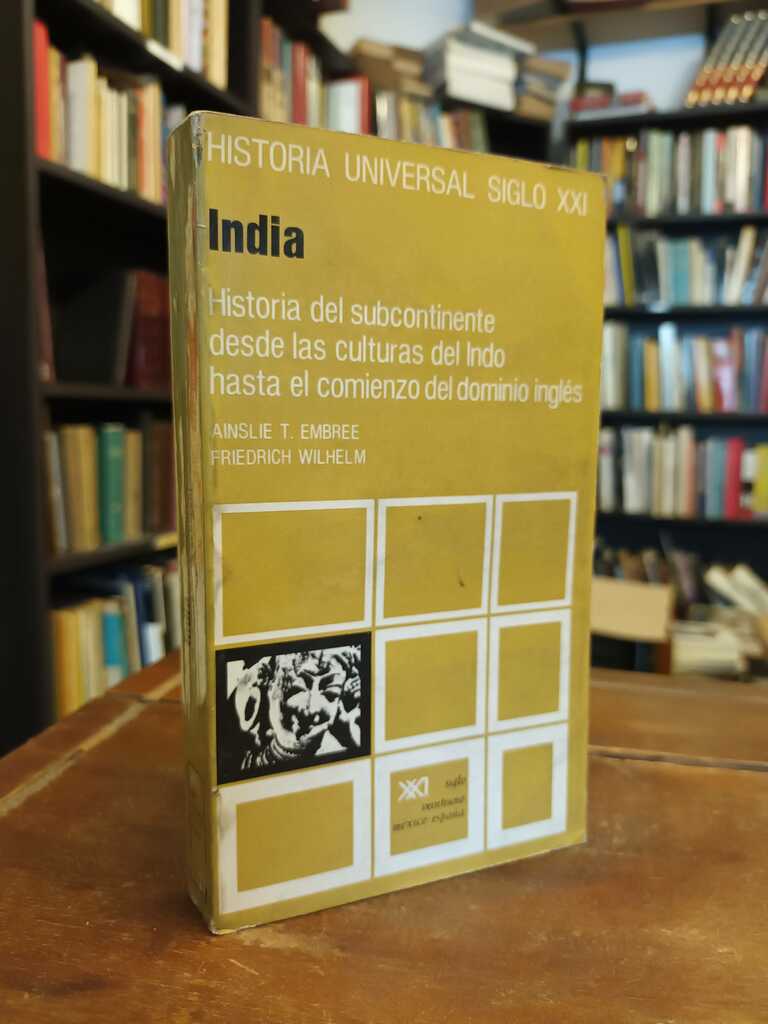 HISTORIA UNIVERSAL SIGLO XXI
India
Historia del subcontinente
desde las culturas del Indo
hasta el comienzo del dominio inglés
AINSLIE T. EMBREE
FRIEDRICH WILHELM
XXI siglo
veintiuno
méxico españa